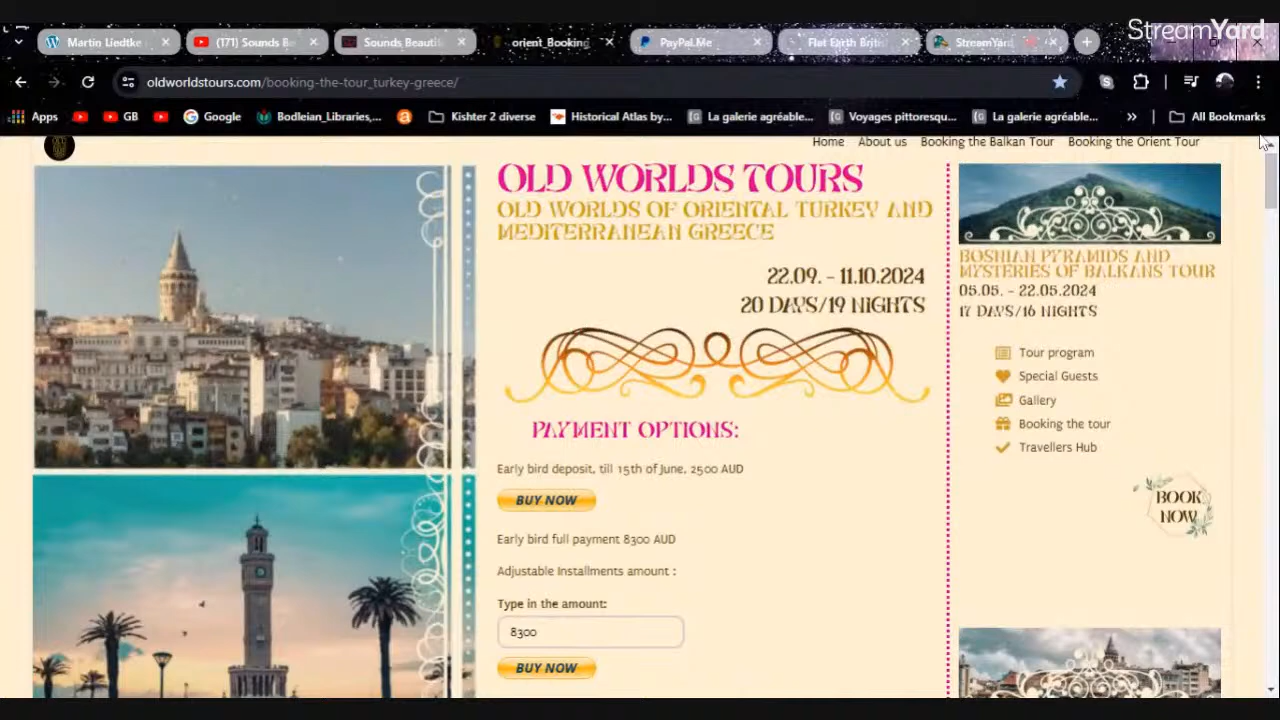 StreamYard
Martin Liedtke
(171) Sounds Be
Sounds Beauti
orient_Booking
PayPal.Me
Flat Earth Briti
StreamYard
oldworldstours.com/booking-the-tour_turkey-greece/
Apps
GB
Google
Bodleian_Libraries,...
Kishter 2 diverse
Historical Atlas by...
La galerie agréable...
Voyages pittoresqu...
La galerie agréable...
All Bookmarks
Home
About us
Booking the Balkan Tour
Booking the Orient Tour
OLD WORLDS TOURS
OLD WORLDS OF ORIENTAL TURKEY AND
MEDITERRANEAN GREECE
22.09. - 11.10.2024
20 DAYS/19 NIGHTS
PAYMENT OPTIONS:
Early bird deposit, till 15th of June, 2500 AUD
BUY NOW
Early bird full payment 8300 AUD
Adjustable Installments amount :
Type in the amount:
8300
BUY NOW
BOSNIAN PYRAMIDS AND
MYSTERIES OF BALKANS TOUR
05.05. - 22.05.2024
17 DAYS/16 NIGHTS
Tour program
Special Guests
Gallery
Booking the tour
Travellers Hub
BOOK
NOW